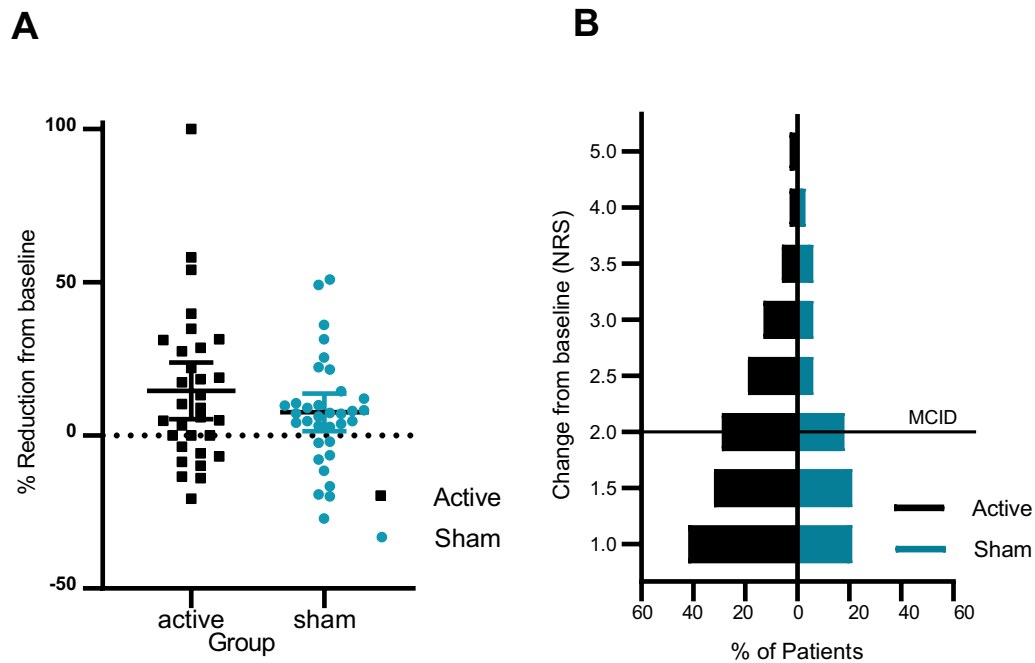 A
% Reduction from baseline
100
50
0
-50
active
sham
Group
Active
Sham
B
Change from baseline (NRS)
5.0
4.0
3.5
3.0
2.5
2.0
1.5
1.0
MCID
Active
Sham
60 40 20 0 20 40 60
% of Patients